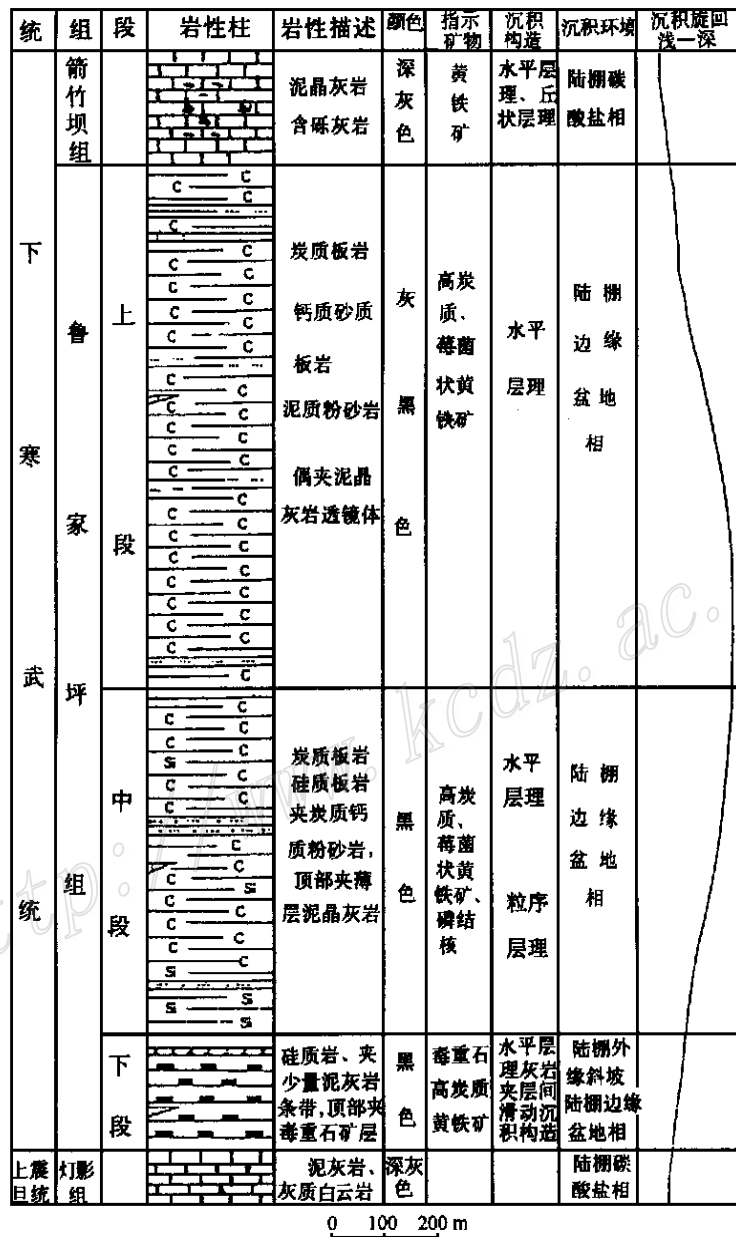 统 组 段 岩性柱 岩性描述 颜色 指示矿物 沉积构造 沉积环境 沉积旋回 浅—深
箭竹坝组
泥晶灰岩
含砾灰岩
深灰色
黄铁矿
水平层
理、丘
状层理
陆棚碳
酸盐相
下寒武统
鲁家坪组
上段
炭质板岩
钙质砂质
板岩
泥质粉砂岩
偶夹泥晶
灰岩透镜体
灰黑色
高炭
质、
莓菌
状黄
铁矿
水平
层理
陆棚
边缘
盆地
相
中段
炭质板岩
硅质板岩
夹炭质钙
质粉砂岩,
顶部夹薄
层泥晶灰岩
黑色
高炭
质、
莓菌
状黄
铁矿、
磷结
核
水平
层理
粒序
层理
陆棚
边缘
盆地
相
下段
硅质岩、夹
少量泥灰岩
条带,顶部夹
毒重石矿层
黑色
毒重石
高炭质
黄铁矿
水平层
理灰岩
夹层间
滑动沉
积构造
陆棚外
缘斜坡
陆棚边缘
盆地相
上震
旦统
灯影
组
泥灰岩、
灰质白云岩
深灰
色
陆棚碳
酸盐相
0 100 200 m
http://www.kcdz.ac.